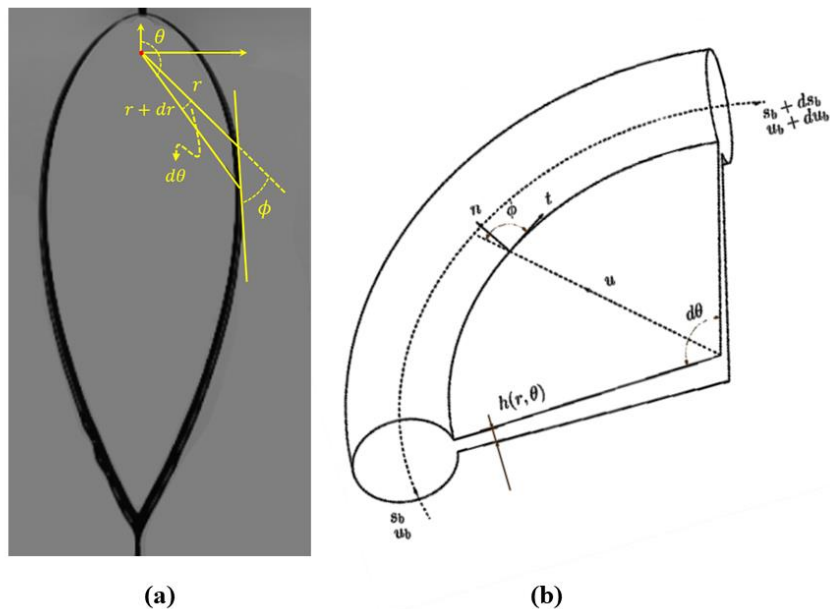 θ
r
r + dr
dθ
ϕ
s_b + ds_b
u_b + du_b
n
ϕ
t
u
dθ
h(r, θ)
s_b
u_b
(a)
(b)